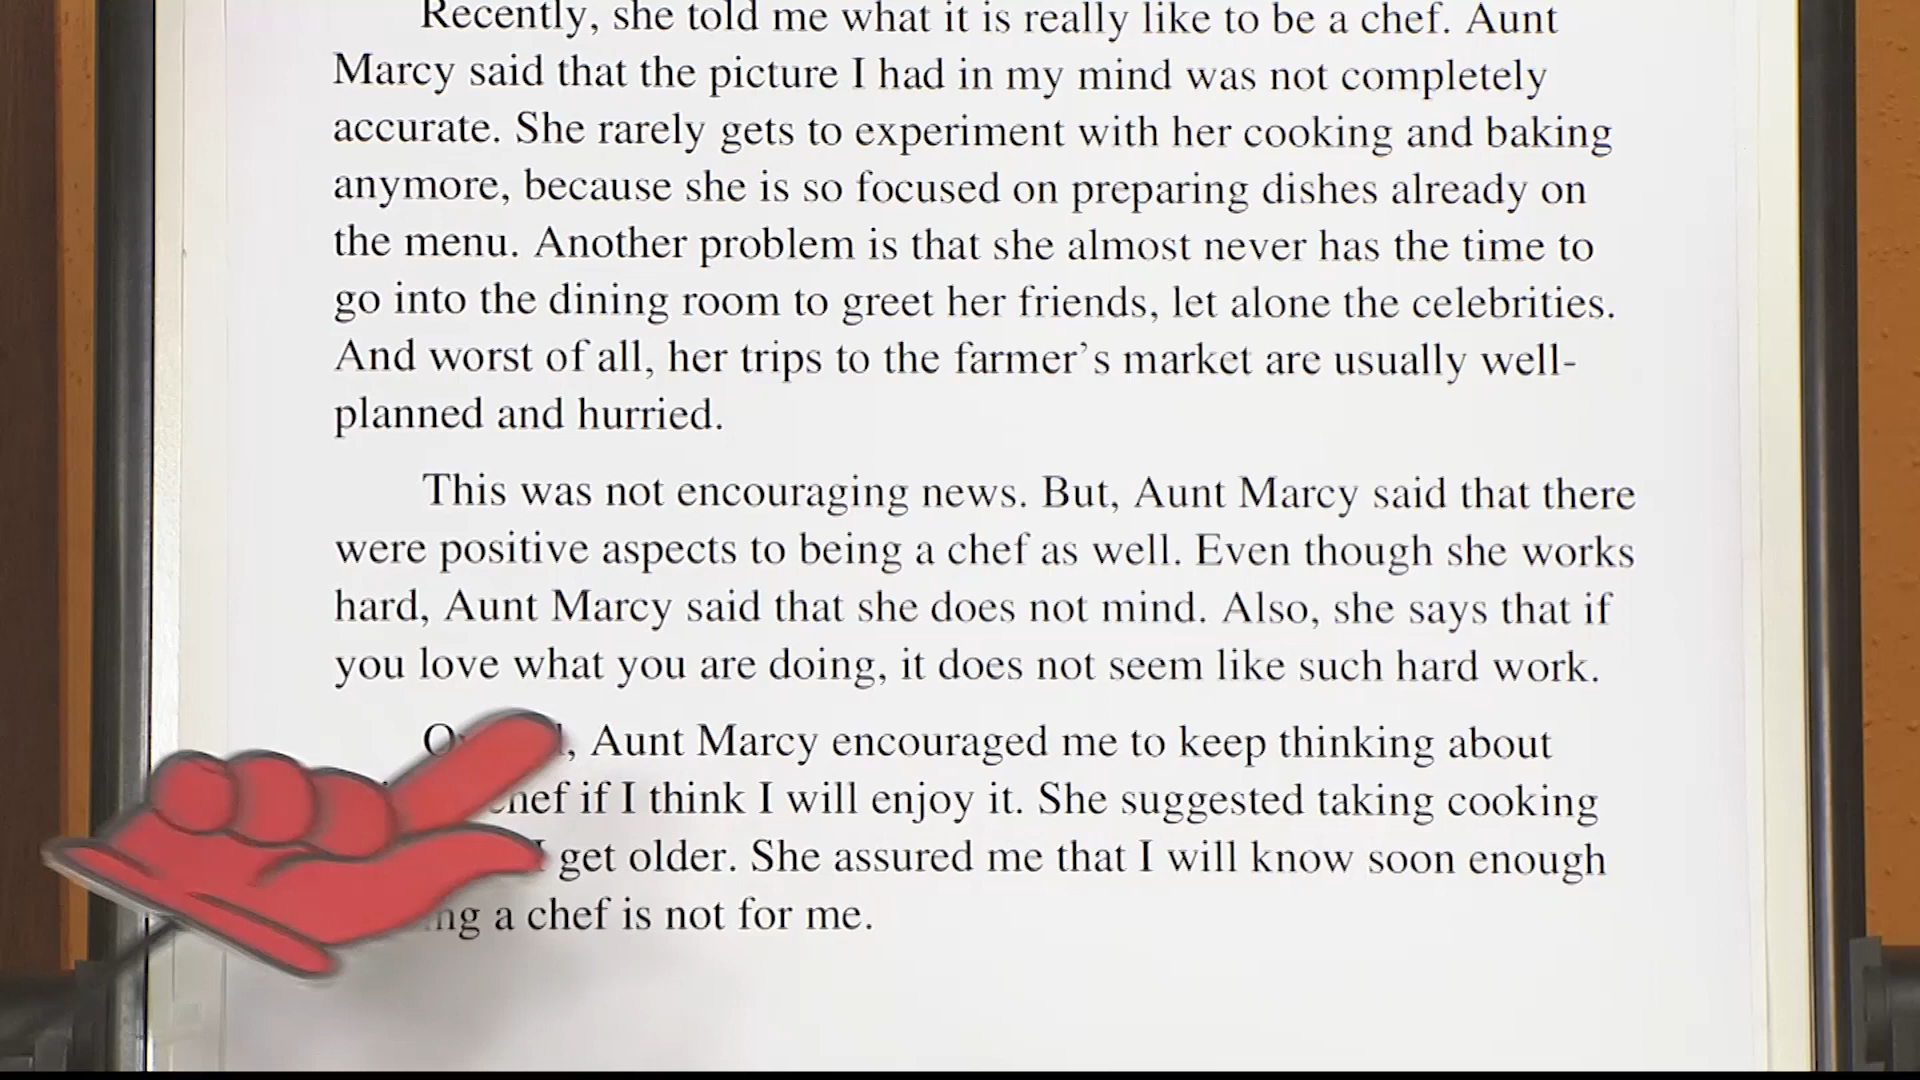 Recently, she told me what it is really like to be a chef. Aunt
Marcy said that the picture I had in my mind was not completely
accurate. She rarely gets to experiment with her cooking and baking
anymore, because she is so focused on preparing dishes already on
the menu. Another problem is that she almost never has the time to
go into the dining room to greet her friends, let alone the celebrities.
And worst of all, her trips to the farmer’s market are usually well-
planned and hurried.
This was not encouraging news. But, Aunt Marcy said that there
were positive aspects to being a chef as well. Even though she works
hard, Aunt Marcy said that she does not mind. Also, she says that if
you love what you are doing, it does not seem like such hard work.
Aunt Marcy encouraged me to keep thinking about
chef if I think I will enjoy it. She suggested taking cooking
I get older. She assured me that I will know soon enough
a chef is not for me.